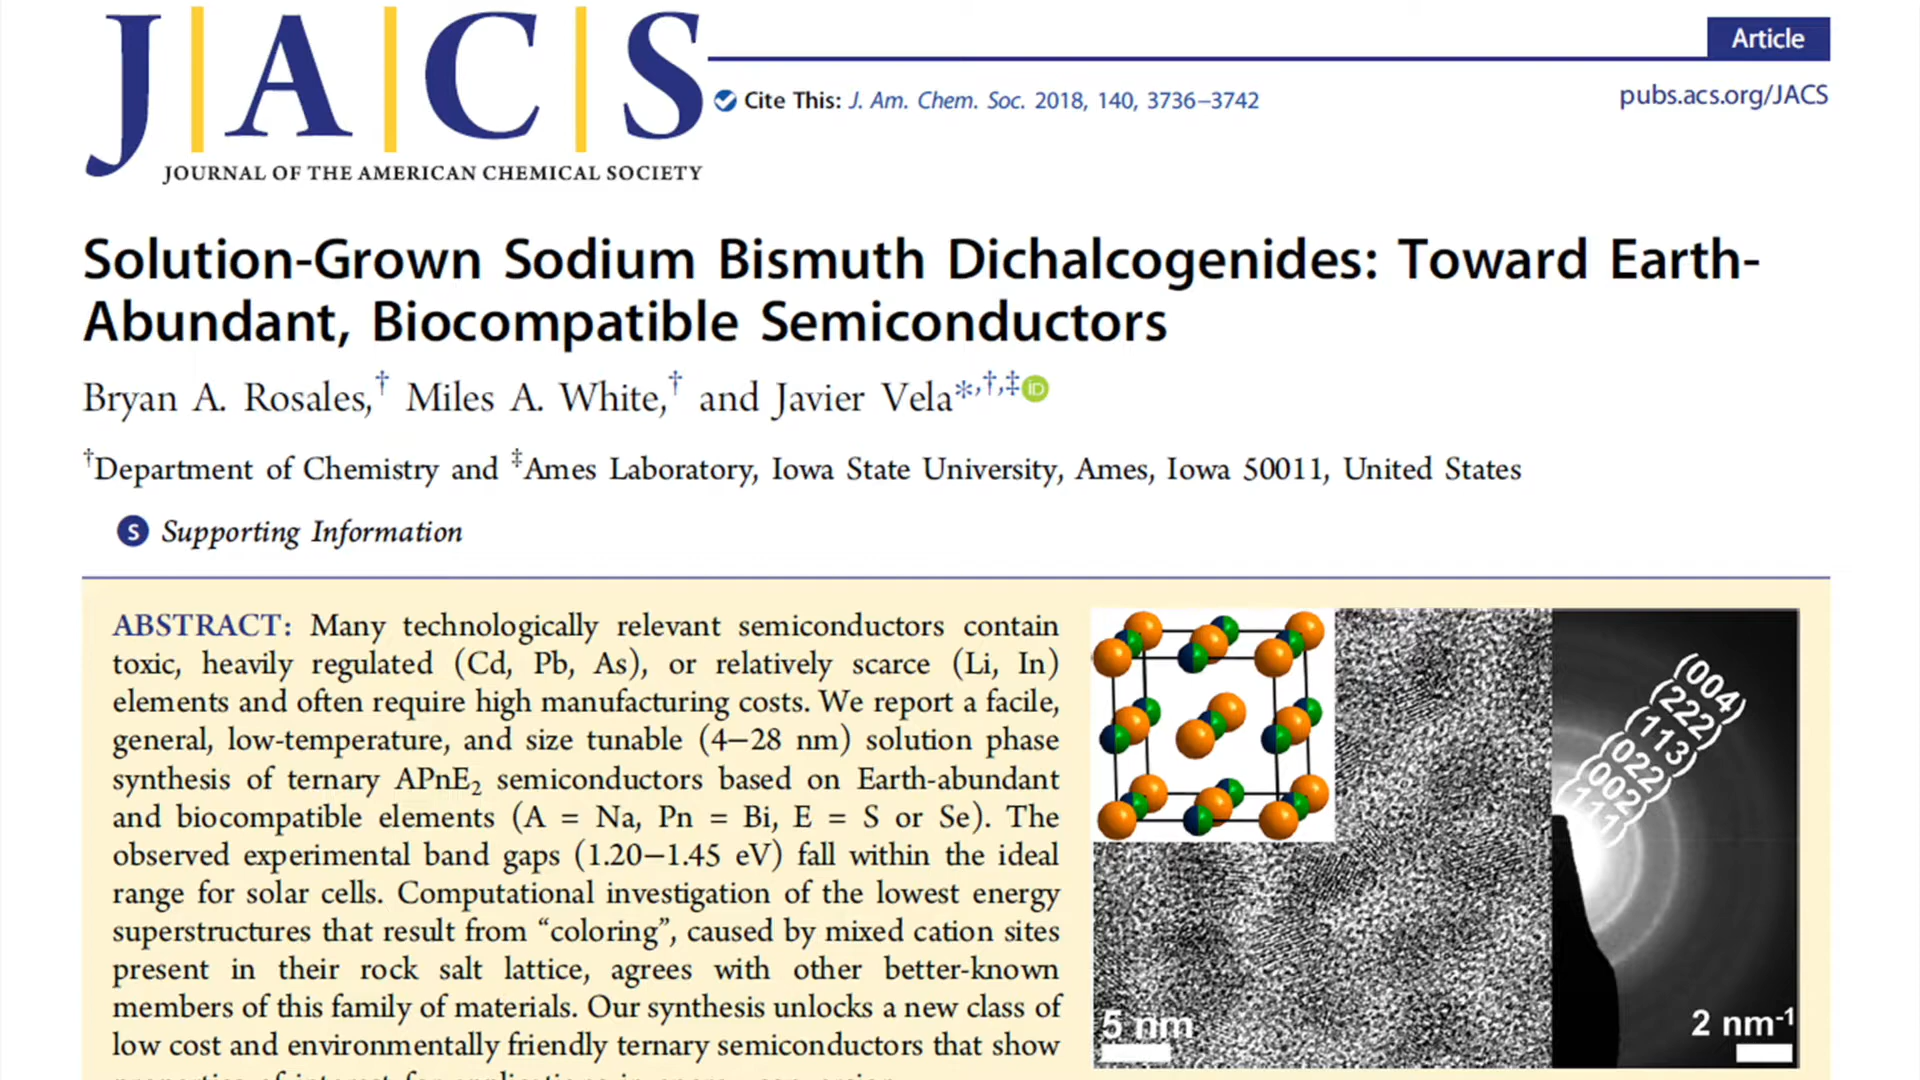 J|A|C|S
JOURNAL OF THE AMERICAN CHEMICAL SOCIETY
Article
Cite This: J. Am. Chem. Soc. 2018, 140, 3736−3742
pubs.acs.org/JACS
Solution-Grown Sodium Bismuth Dichalcogenides: Toward Earth-
Abundant, Biocompatible Semiconductors
Bryan A. Rosales,† Miles A. White,† and Javier Vela*,†,‡ iD
†Department of Chemistry and ‡Ames Laboratory, Iowa State University, Ames, Iowa 50011, United States
S Supporting Information
ABSTRACT: Many technologically relevant semiconductors contain
toxic, heavily regulated (Cd, Pb, As), or relatively scarce (Li, In)
elements and often require high manufacturing costs. We report a facile,
general, low-temperature, and size tunable (4−28 nm) solution phase
synthesis of ternary APnE₂ semiconductors based on Earth-abundant
and biocompatible elements (A = Na, Pn = Bi, E = S or Se). The
observed experimental band gaps (1.20−1.45 eV) fall within the ideal
range for solar cells. Computational investigation of the lowest energy
superstructures that result from “coloring”, caused by mixed cation sites
present in their rock salt lattice, agrees with other better-known
members of this family of materials. Our synthesis unlocks a new class of
low cost and environmentally friendly ternary semiconductors that show
(004)
(222)
(113)
(022)
(002)
(111)
5 nm
2 nm⁻¹